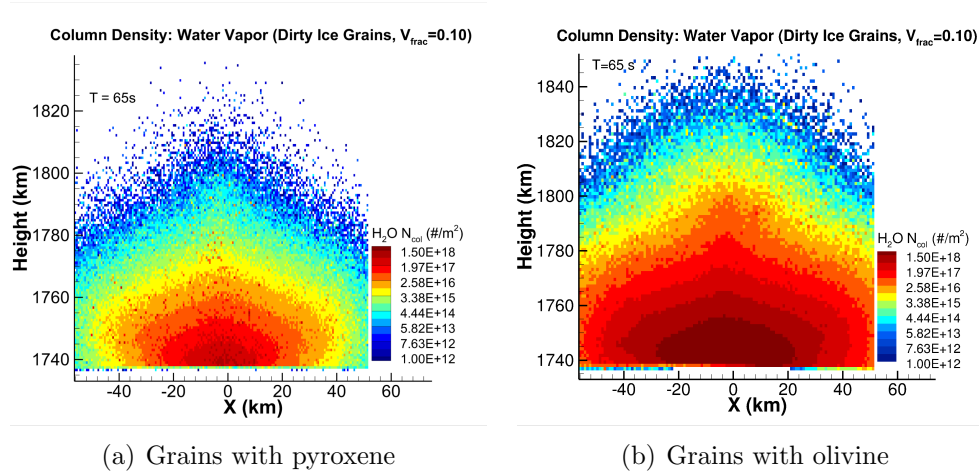 Column Density: Water Vapor (Dirty Ice Grains, Vfrac=0.10)
T = 65s
1820
1800
1780
1760
1740
Height (km)
H2O Ncol (#/m2)
1.50E+18
1.97E+17
2.58E+16
3.38E+15
4.44E+14
5.82E+13
7.63E+12
1.00E+12
-40 -20 0 20 40 60
X (km)
(a) Grains with pyroxene
Column Density: Water Vapor (Dirty Ice Grains, Vfrac=0.10)
T=65 s
1840
1820
1800
1780
1760
1740
Height (km)
H2O Ncol (#/m2)
1.50E+18
1.97E+17
2.58E+16
3.38E+15
4.44E+14
5.82E+13
7.63E+12
1.00E+12
-40 -20 0 20 40 60
X (km)
(b) Grains with olivine